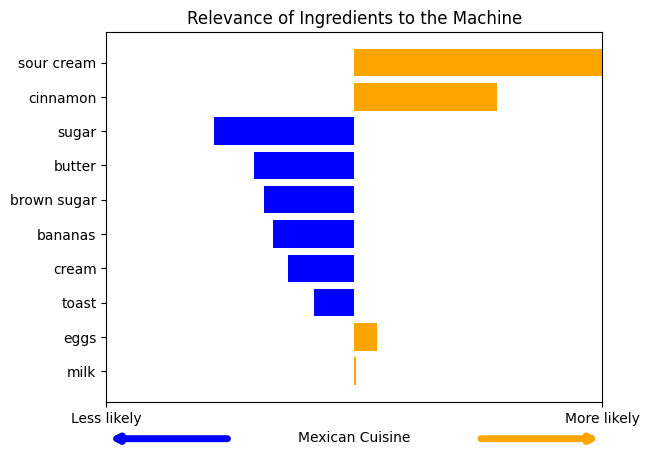 Relevance of Ingredients to the Machine
sour cream
cinnamon
sugar
butter
brown sugar
bananas
cream
toast
eggs
milk
Less likely
More likely
Mexican Cuisine